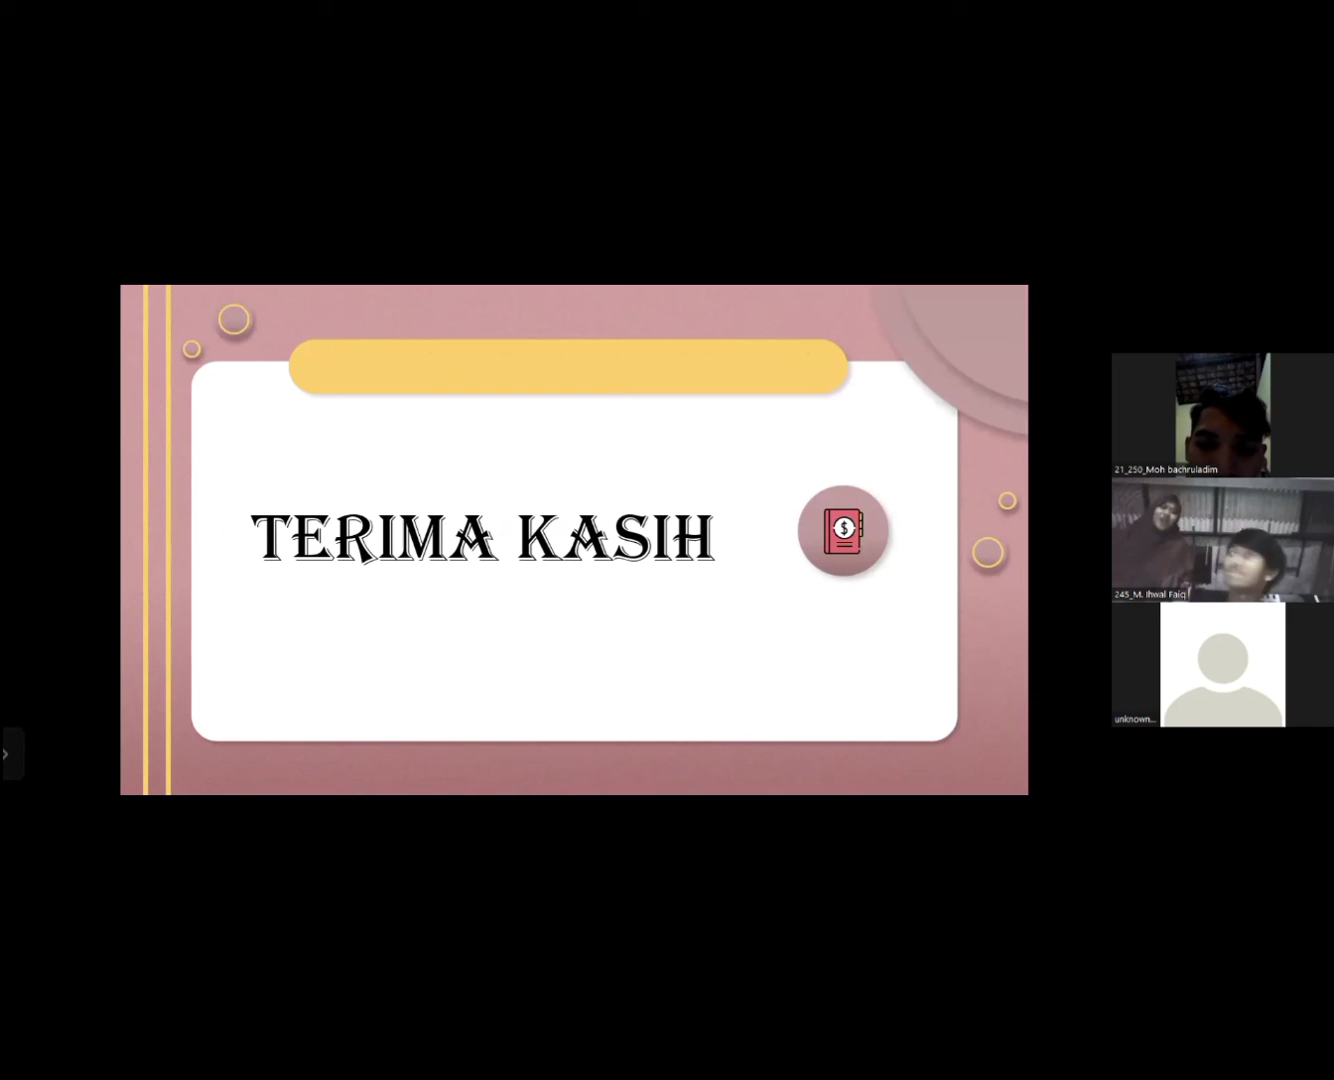 TERIMA KASIH
$
21_250_Moh bachruladim
245_M. Ihwal Faiq
unknown...